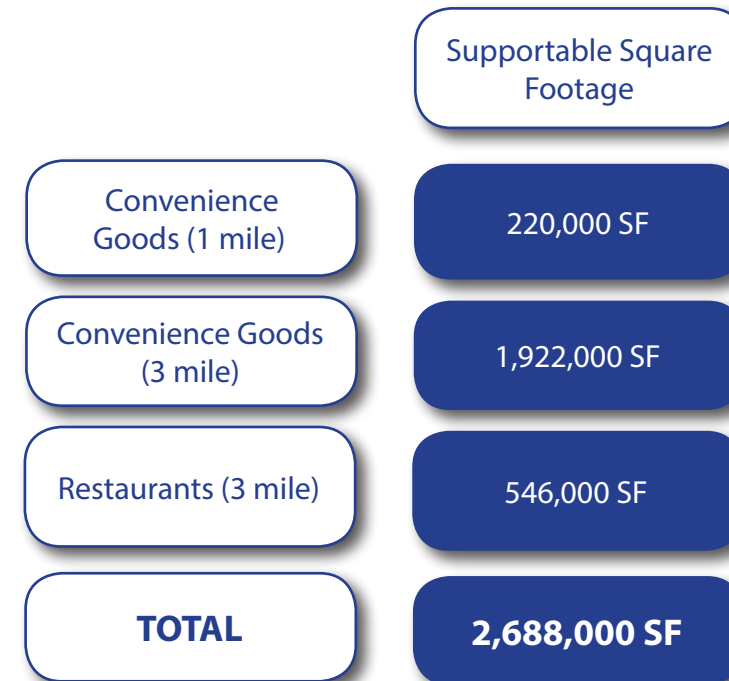 Supportable Square
Footage
Convenience
Goods (1 mile)
220,000 SF
Convenience Goods
(3 mile)
1,922,000 SF
Restaurants (3 mile)
546,000 SF
TOTAL
2,688,000 SF